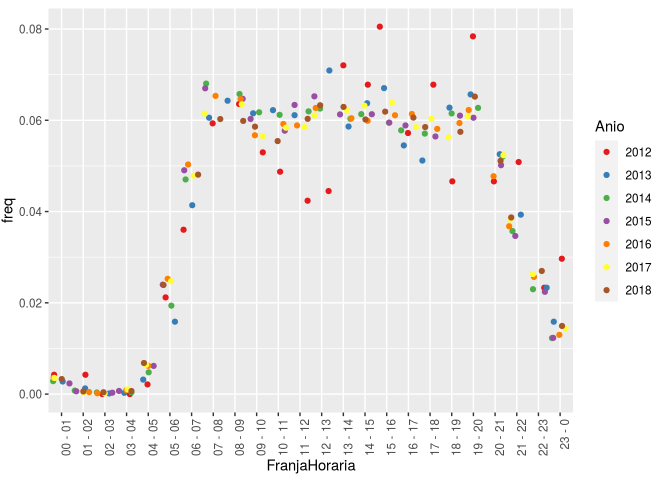 0.08
0.06
0.04
0.02
0.00
freq
00 - 01
01 - 02
02 - 03
03 - 04
04 - 05
05 - 06
06 - 07
07 - 08
08 - 09
09 - 10
10 - 11
11 - 12
12 - 13
13 - 14
14 - 15
15 - 16
16 - 17
17 - 18
18 - 19
19 - 20
20 - 21
21 - 22
22 - 23
23 - 0
FranjaHoraria
Anio
2012
2013
2014
2015
2016
2017
2018